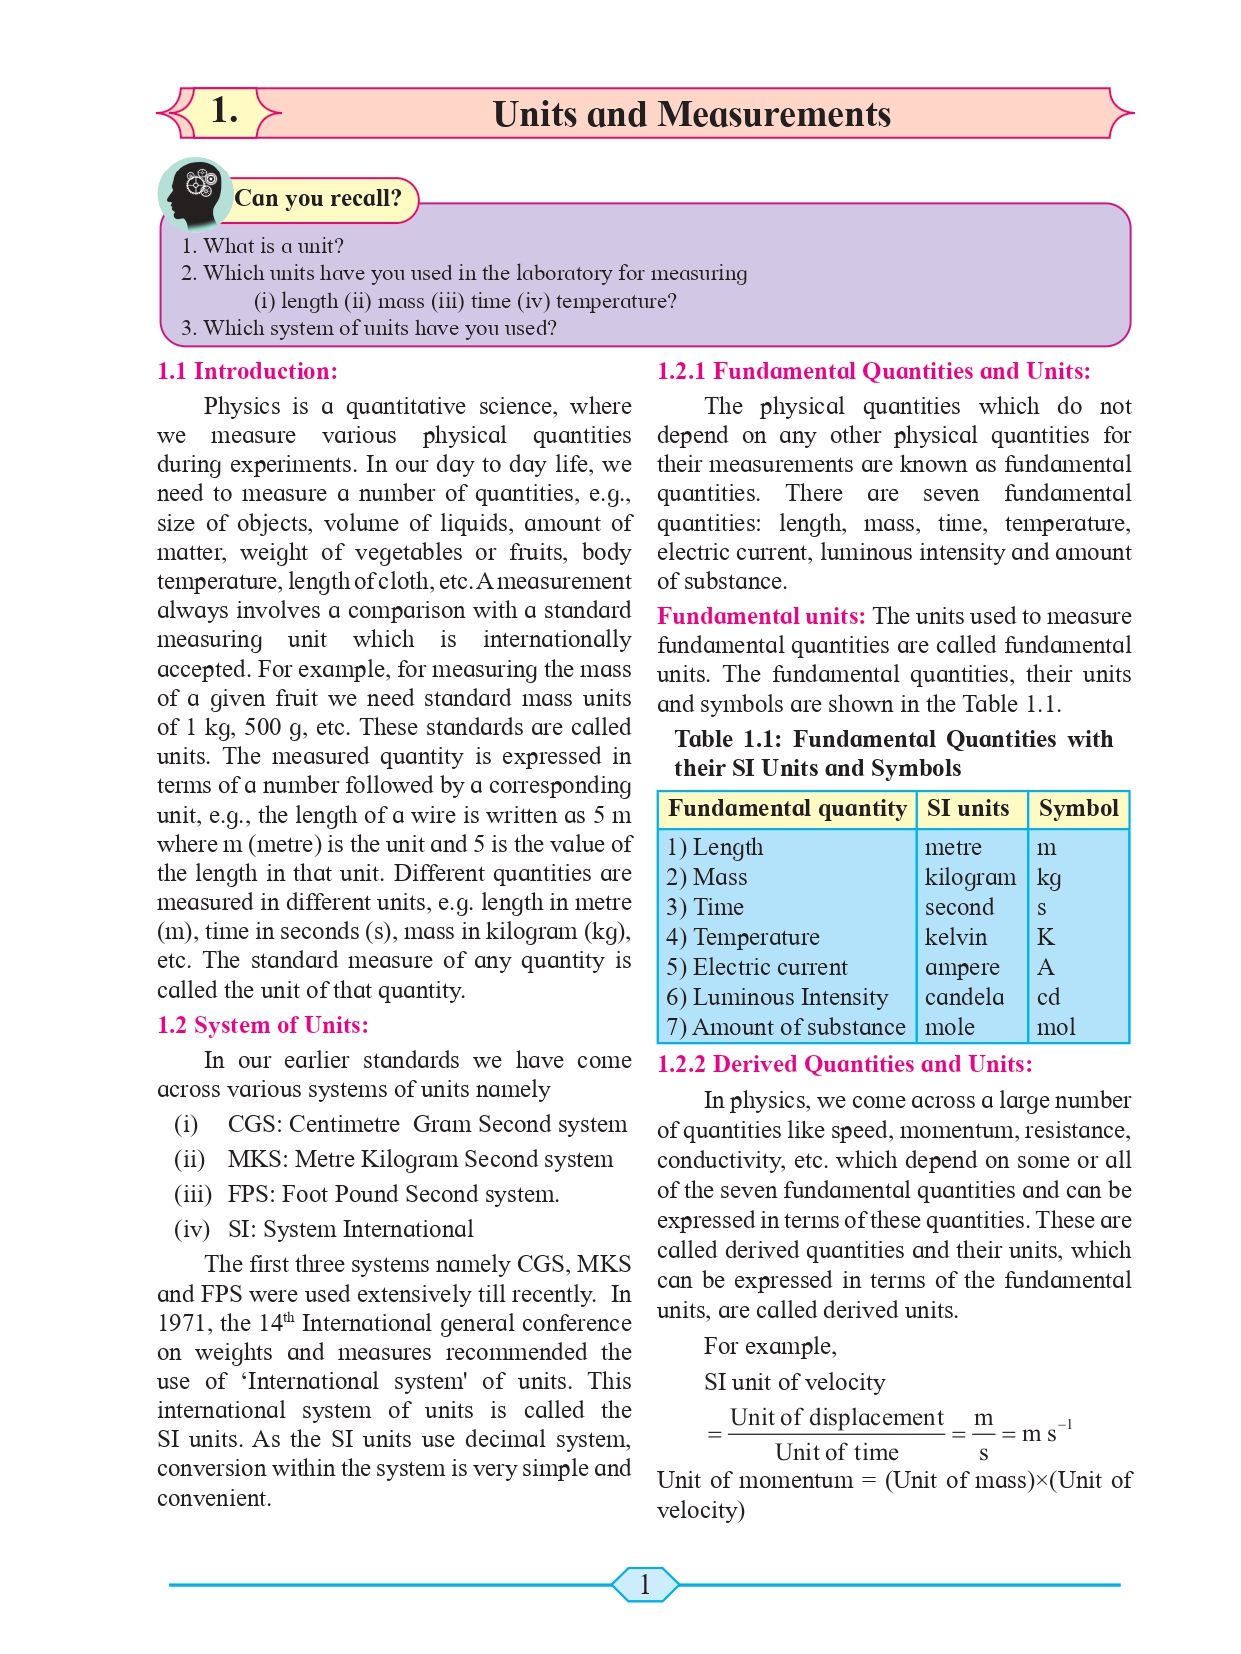 1.
Units and Measurements
Can you recall?
1. What is a unit?
2. Which units have you used in the laboratory for measuring
(i) length (ii) mass (iii) time (iv) temperature?
3. Which system of units have you used?
1.1 Introduction:
Physics is a quantitative science, where
we measure various physical quantities
during experiments. In our day to day life, we
need to measure a number of quantities, e.g.,
size of objects, volume of liquids, amount of
matter, weight of vegetables or fruits, body
temperature, length of cloth, etc. A measurement
always involves a comparison with a standard
measuring unit which is internationally
accepted. For example, for measuring the mass
of a given fruit we need standard mass units
of 1 kg, 500 g, etc. These standards are called
units. The measured quantity is expressed in
terms of a number followed by a corresponding
unit, e.g., the length of a wire is written as 5 m
where m (metre) is the unit and 5 is the value of
the length in that unit. Different quantities are
measured in different units, e.g. length in metre
(m), time in seconds (s), mass in kilogram (kg),
etc. The standard measure of any quantity is
called the unit of that quantity.
1.2 System of Units:
In our earlier standards we have come
across various systems of units namely
(i) CGS: Centimetre Gram Second system
(ii) MKS: Metre Kilogram Second system
(iii) FPS: Foot Pound Second system.
(iv) SI: System International
The first three systems namely CGS, MKS
and FPS were used extensively till recently. In
1971, the 14th International general conference
on weights and measures recommended the
use of ‘International system' of units. This
international system of units is called the
SI units. As the SI units use decimal system,
conversion within the system is very simple and
convenient.
1.2.1 Fundamental Quantities and Units:
The physical quantities which do not
depend on any other physical quantities for
their measurements are known as fundamental
quantities. There are seven fundamental
quantities: length, mass, time, temperature,
electric current, luminous intensity and amount
of substance.
Fundamental units: The units used to measure
fundamental quantities are called fundamental
units. The fundamental quantities, their units
and symbols are shown in the Table 1.1.
Table 1.1: Fundamental Quantities with
their SI Units and Symbols
Fundamental quantity SI units Symbol
1) Length metre m
2) Mass kilogram kg
3) Time second s
4) Temperature kelvin K
5) Electric current ampere A
6) Luminous Intensity candela cd
7) Amount of substance mole mol
1.2.2 Derived Quantities and Units:
In physics, we come across a large number
of quantities like speed, momentum, resistance,
conductivity, etc. which depend on some or all
of the seven fundamental quantities and can be
expressed in terms of these quantities. These are
called derived quantities and their units, which
can be expressed in terms of the fundamental
units, are called derived units.
For example,
SI unit of velocity
= Unit of displacement / Unit of time = m / s = m s⁻¹
Unit of momentum = (Unit of mass)×(Unit of
velocity)
1